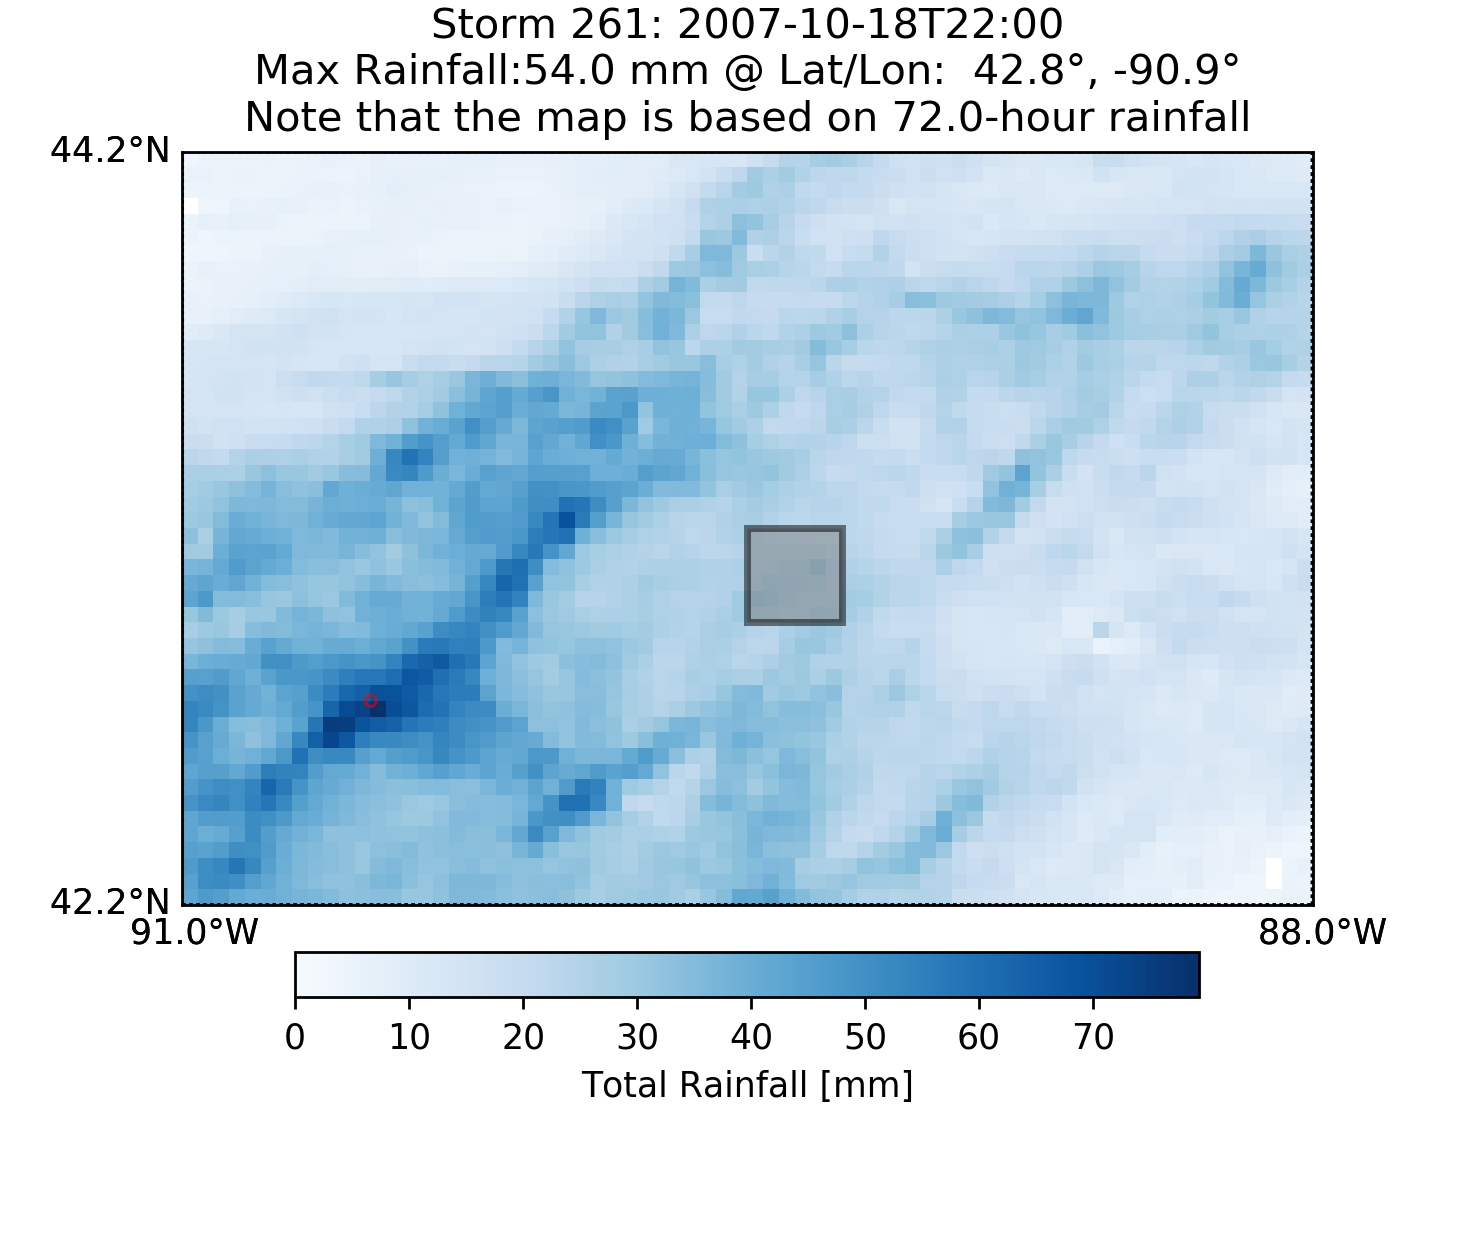 Storm 261: 2007-10-18T22:00
Max Rainfall:54.0 mm @ Lat/Lon:  42.8°, -90.9°
Note that the map is based on 72.0-hour rainfall
44.2°N
42.2°N
91.0°W 88.0°W
0 10 20 30 40 50 60 70
Total Rainfall [mm]